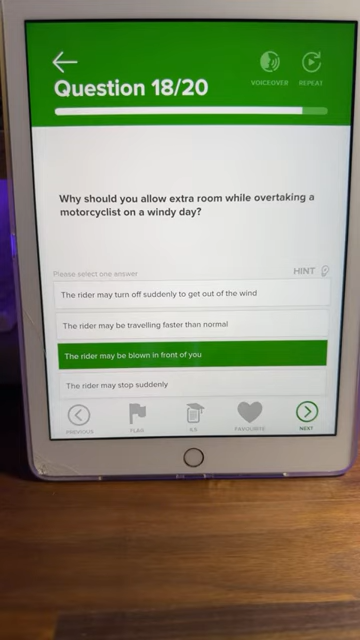 VOICEOVER
REPEAT
Question 18/20
Why should you allow extra room while overtaking a
motorcyclist on a windy day?
Please select one answer
HINT
The rider may turn off suddenly to get out of the wind
The rider may be travelling faster than normal
The rider may be blown in front of you
The rider may stop suddenly
PREVIOUS
FLAG
FAVOURITE
NEXT